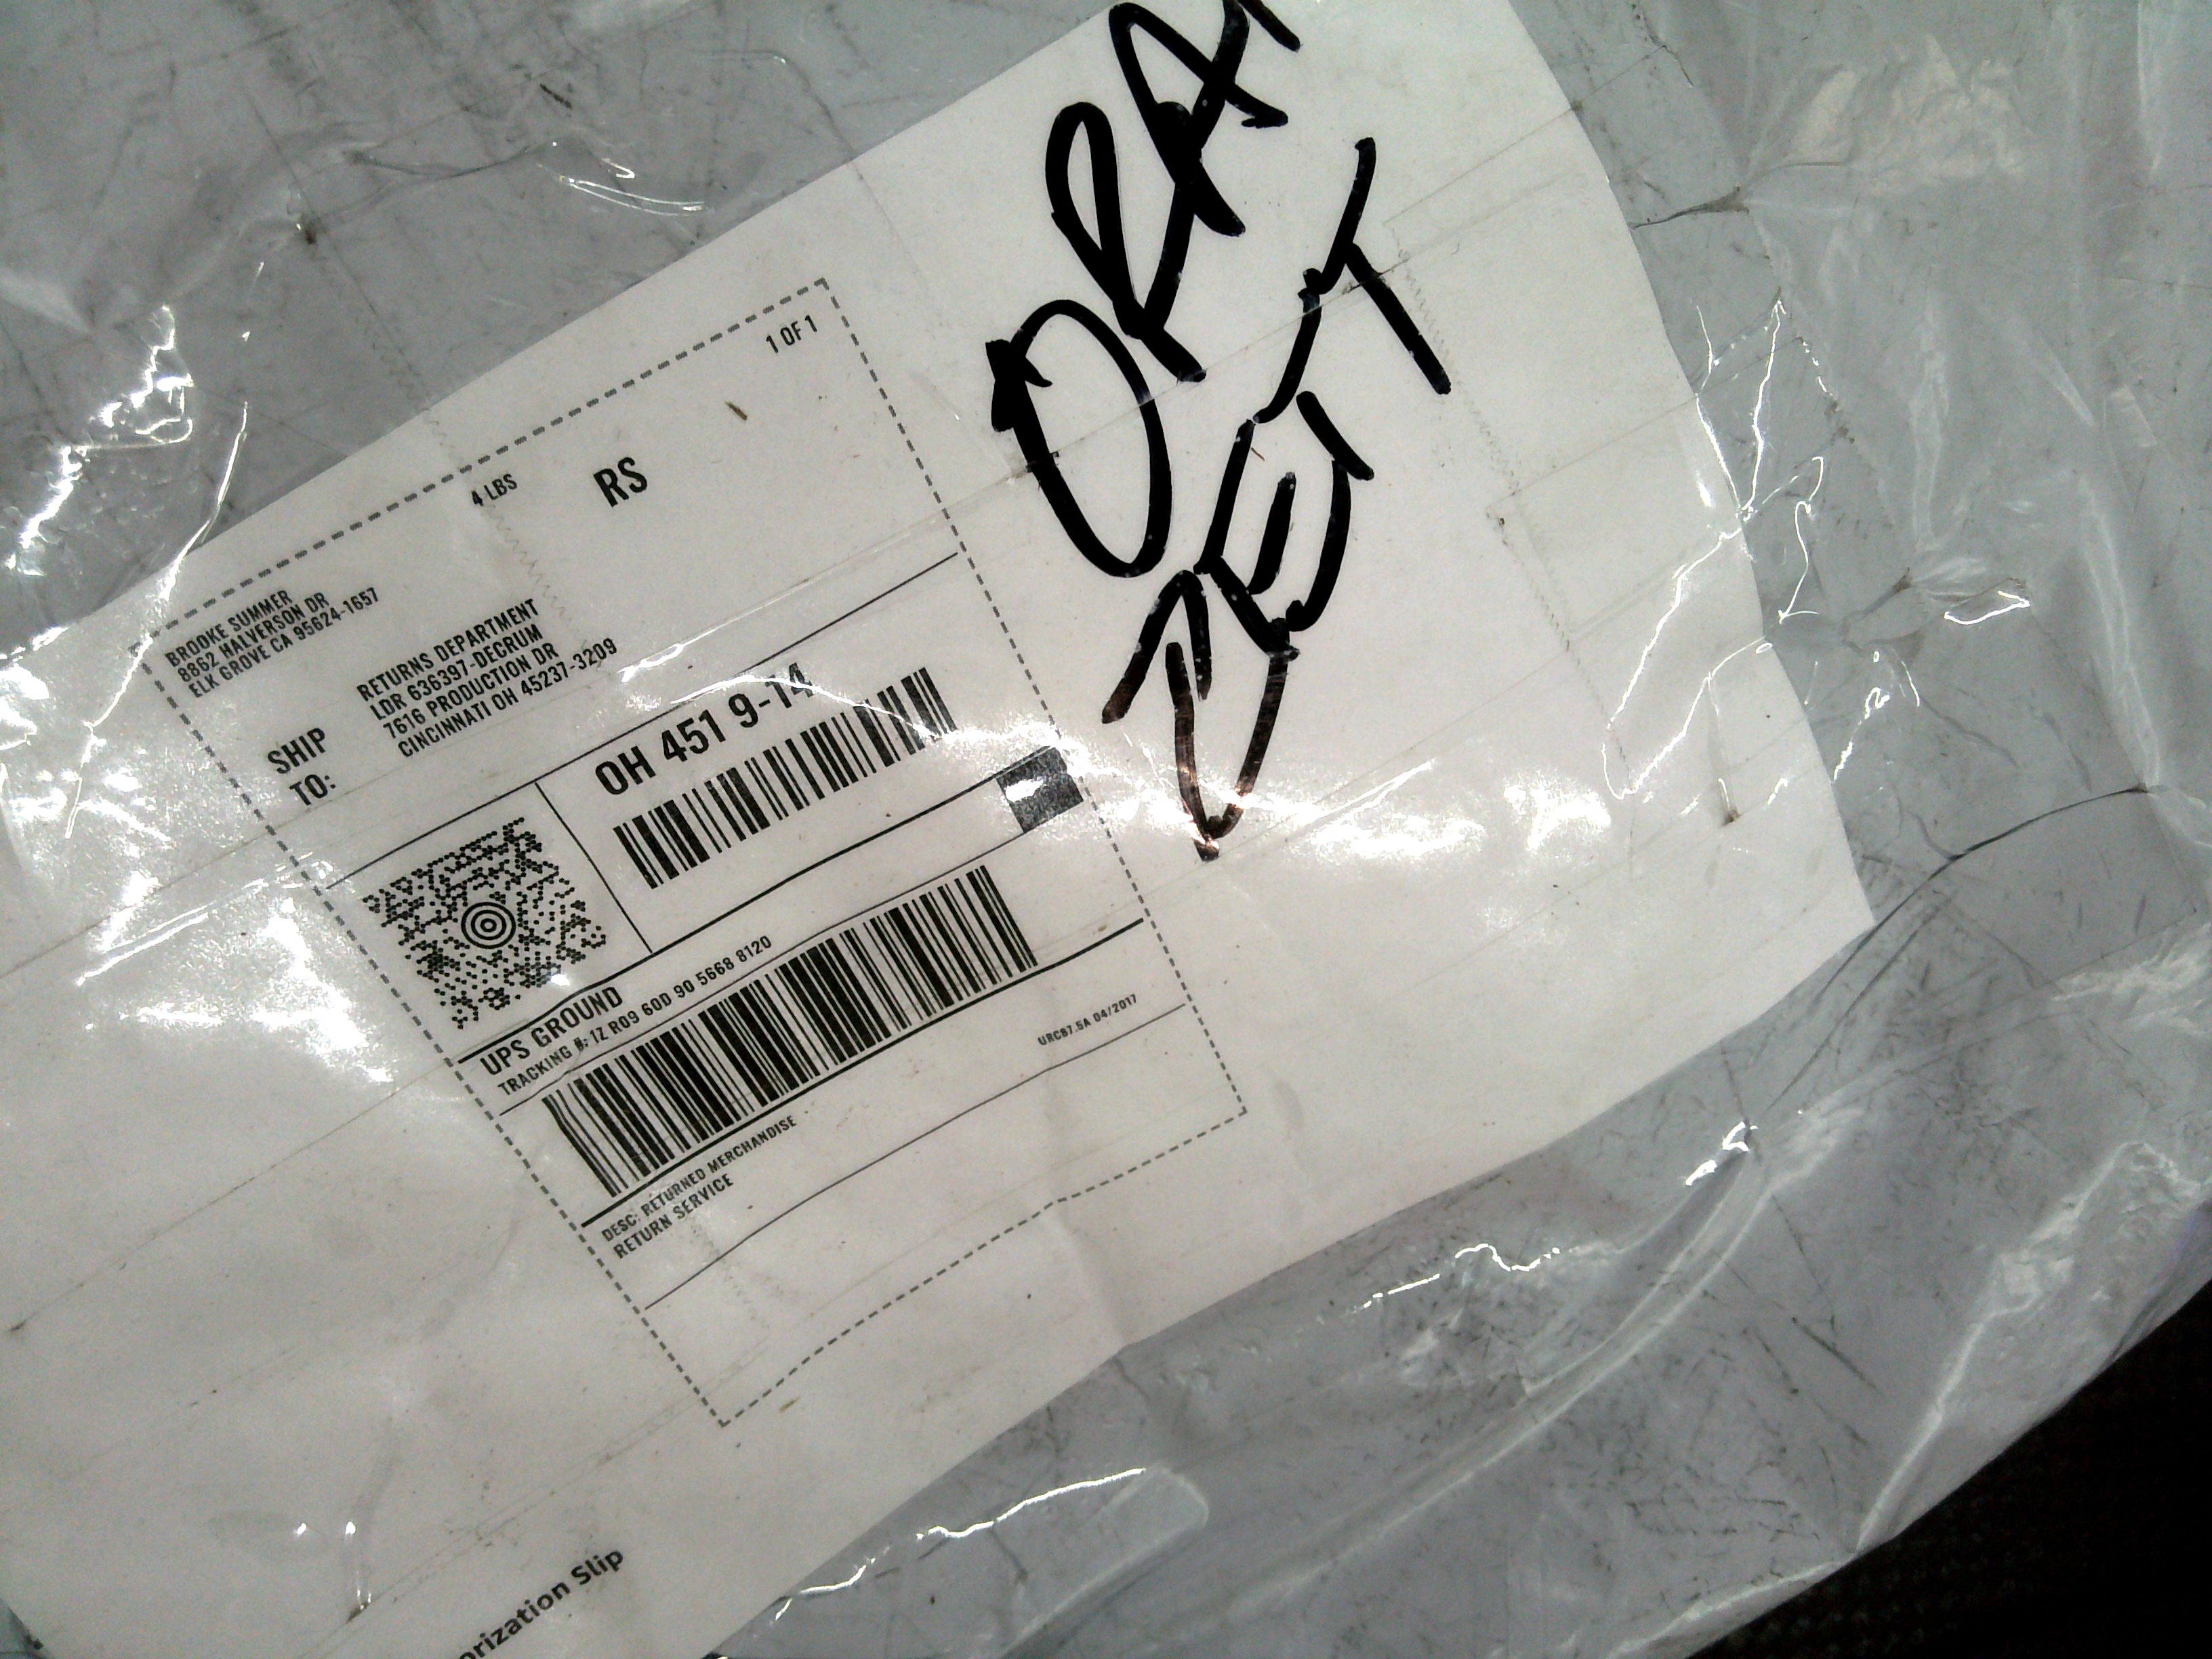 1 OF 1
4 LBS
RS
BROOKE SUMMER
8862 HALVERSON DR
ELK GROVE CA 95624-1657
SHIP
TO:
RETURNS DEPARTMENT
LDR 636397-DECRUM
7616 PRODUCTION DR
CINCINNATI OH 45237-3209
OH 451 9-14
UPS GROUND
TRACKING #: 1Z R09 60D 90 5668 8120
DESC: RETURNED MERCHANDISE
RETURN SERVICE
URC87.5A 04/2017
orization Slip